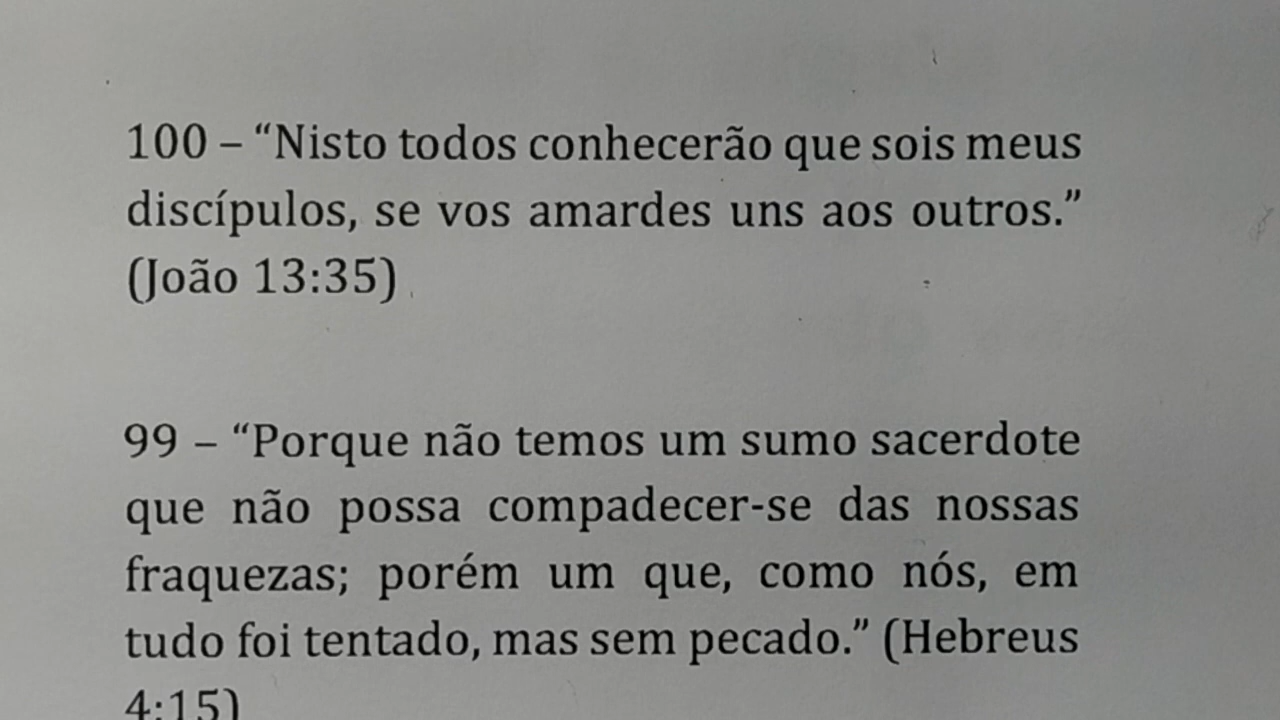 100 – “Nisto todos conhecerão que sois meus
discípulos, se vos amardes uns aos outros.”
(João 13:35)
99 – “Porque não temos um sumo sacerdote
que não possa compadecer-se das nossas
fraquezas; porém um que, como nós, em
tudo foi tentado, mas sem pecado.” (Hebreus
4:15)